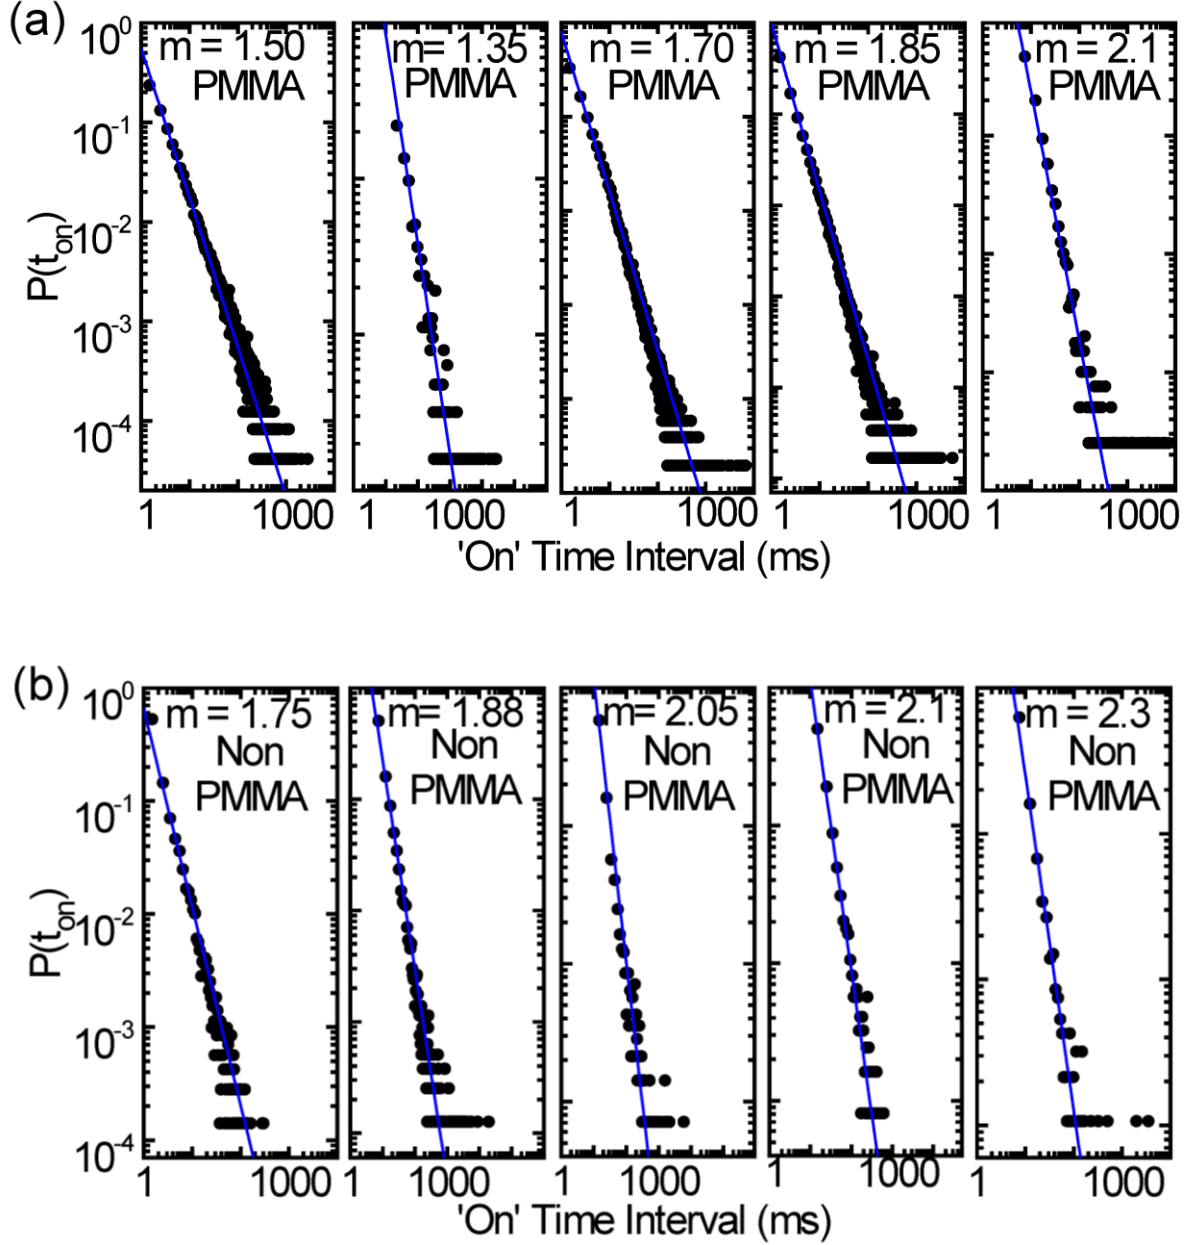 (a)
m = 1.50
PMMA
m= 1.35
PMMA
m = 1.70
PMMA
m = 1.85
PMMA
m = 2.1
PMMA
P(t_on)
10^0
10^-1
10^-2
10^-3
10^-4
1 1000 1 1000 1 1000 1 1000 1 1000
'On' Time Interval (ms)
(b)
m = 1.75
Non
PMMA
m= 1.88
Non
PMMA
m= 2.05
Non
PMMA
m = 2.1
Non
PMMA
m = 2.3
Non
PMMA
P(t_on)
10^0
10^-1
10^-2
10^-3
10^-4
1 1000 1 1000 1 1000 1 1000 1 1000
'On' Time Interval (ms)